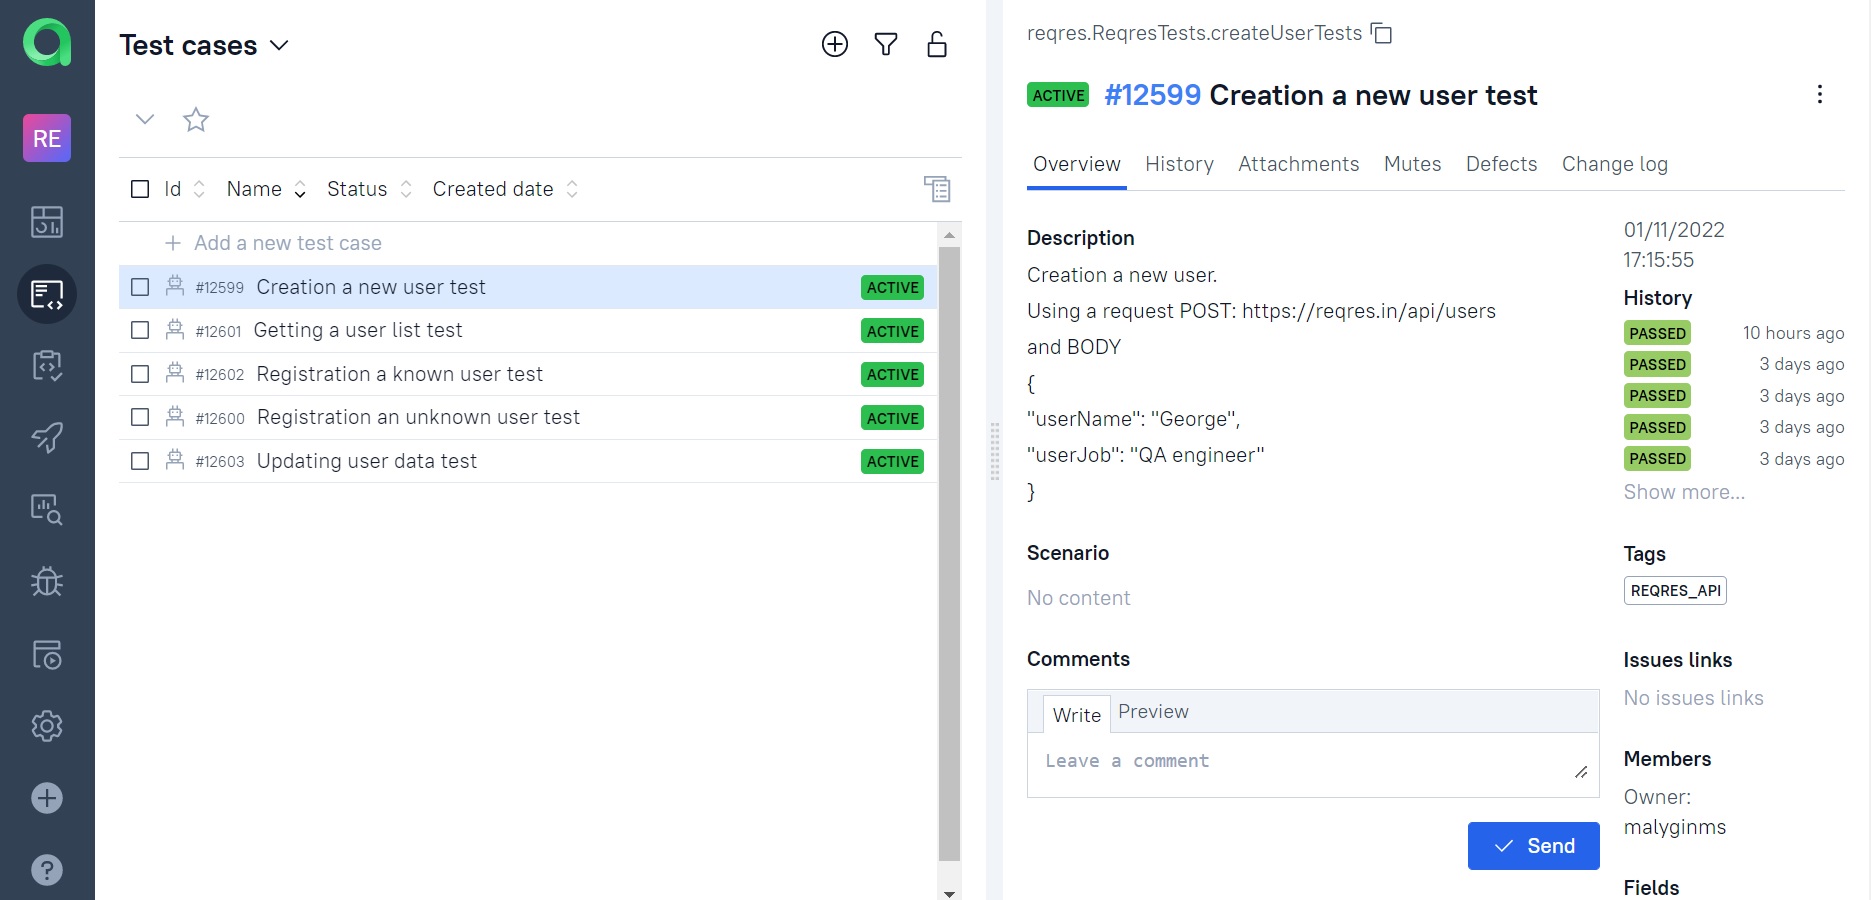 RE
Test cases
Id Name Status Created date
Add a new test case
#12599 Creation a new user test ACTIVE
#12601 Getting a user list test ACTIVE
#12602 Registration a known user test ACTIVE
#12600 Registration an unknown user test ACTIVE
#12603 Updating user data test ACTIVE
reqres.ReqresTests.createUserTests
ACTIVE #12599 Creation a new user test
Overview History Attachments Mutes Defects Change log
Description
Creation a new user.
Using a request POST: https://reqres.in/api/users
and BODY
{
"userName": "George",
"userJob": "QA engineer"
}
Scenario
No content
Comments
Write Preview
Leave a comment
Send
01/11/2022
17:15:55
History
PASSED 10 hours ago
PASSED 3 days ago
PASSED 3 days ago
PASSED 3 days ago
PASSED 3 days ago
Show more...
Tags
REQRES_API
Issues links
No issues links
Members
Owner:
malyginms
Fields